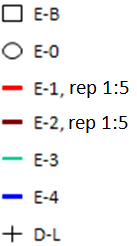 E-B
E-0
E-1, rep 1:5
E-2, rep 1:5
E-3
E-4
D-L